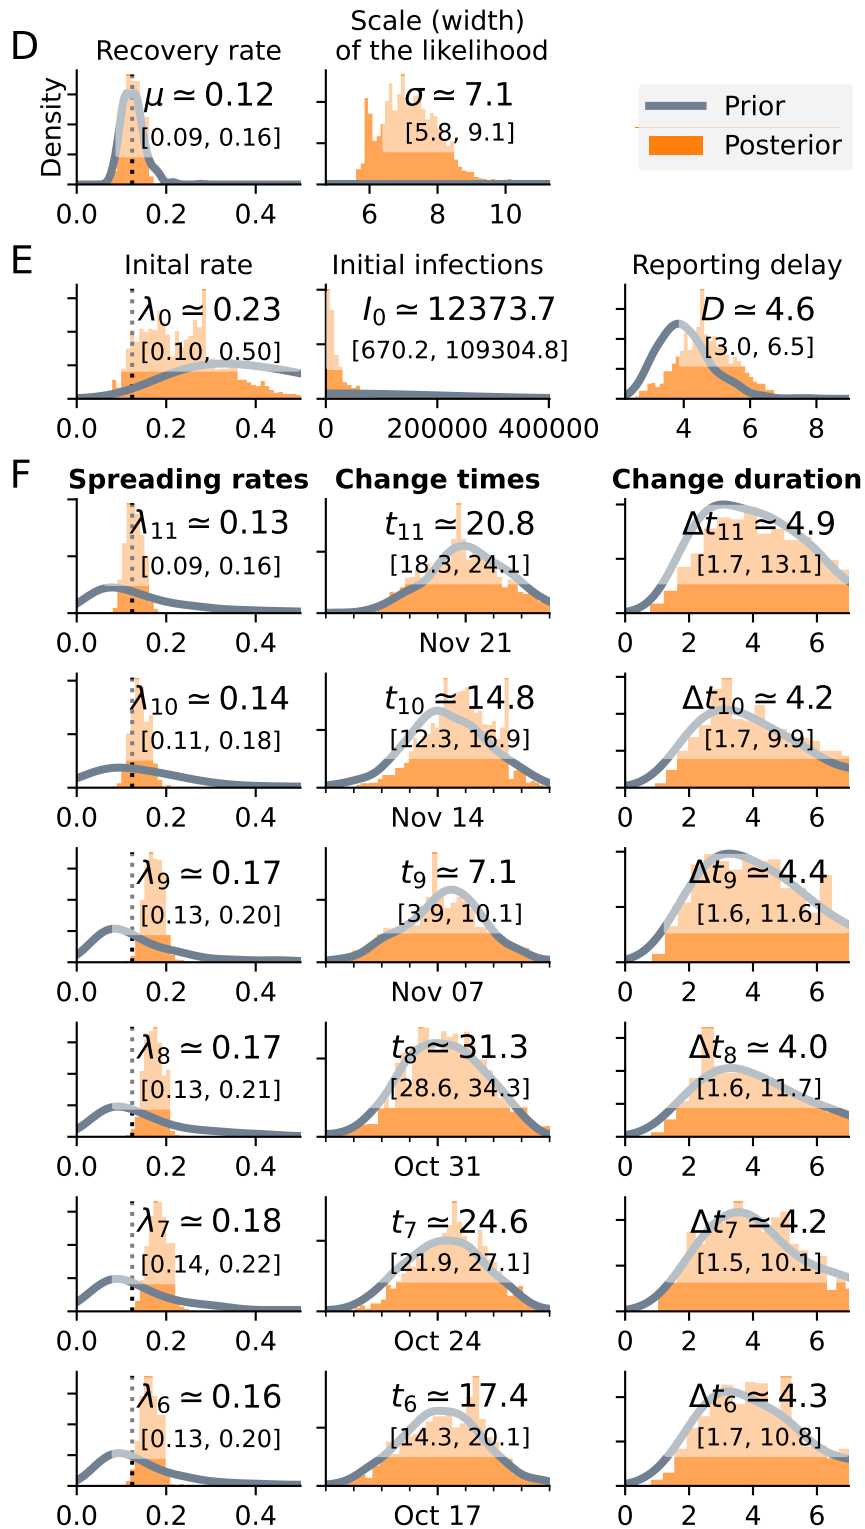 D
Recovery rate
Scale (width)
of the likelihood
Density
μ ≃ 0.12
[0.09, 0.16]
σ ≃ 7.1
[5.8, 9.1]
Prior
Posterior
0.0 0.2 0.4
6 8 10
E
Inital rate
Initial infections
Reporting delay
λ0 ≃ 0.23
[0.10, 0.50]
I0 ≃ 12373.7
[670.2, 109304.8]
D ≃ 4.6
[3.0, 6.5]
0.0 0.2 0.4
0 200000 400000
4 6 8
F
Spreading rates
Change times
Change duration
λ11 ≃ 0.13
[0.09, 0.16]
t11 ≃ 20.8
[18.3, 24.1]
Δt11 ≃ 4.9
[1.7, 13.1]
0.0 0.2 0.4
Nov 21
0 2 4 6
λ10 ≃ 0.14
[0.11, 0.18]
t10 ≃ 14.8
[12.3, 16.9]
Δt10 ≃ 4.2
[1.7, 9.9]
0.0 0.2 0.4
Nov 14
0 2 4 6
λ9 ≃ 0.17
[0.13, 0.20]
t9 ≃ 7.1
[3.9, 10.1]
Δt9 ≃ 4.4
[1.6, 11.6]
0.0 0.2 0.4
Nov 07
0 2 4 6
λ8 ≃ 0.17
[0.13, 0.21]
t8 ≃ 31.3
[28.6, 34.3]
Δt8 ≃ 4.0
[1.6, 11.7]
0.0 0.2 0.4
Oct 31
0 2 4 6
λ7 ≃ 0.18
[0.14, 0.22]
t7 ≃ 24.6
[21.9, 27.1]
Δt7 ≃ 4.2
[1.5, 10.1]
0.0 0.2 0.4
Oct 24
0 2 4 6
λ6 ≃ 0.16
[0.13, 0.20]
t6 ≃ 17.4
[14.3, 20.1]
Δt6 ≃ 4.3
[1.7, 10.8]
0.0 0.2 0.4
Oct 17
0 2 4 6